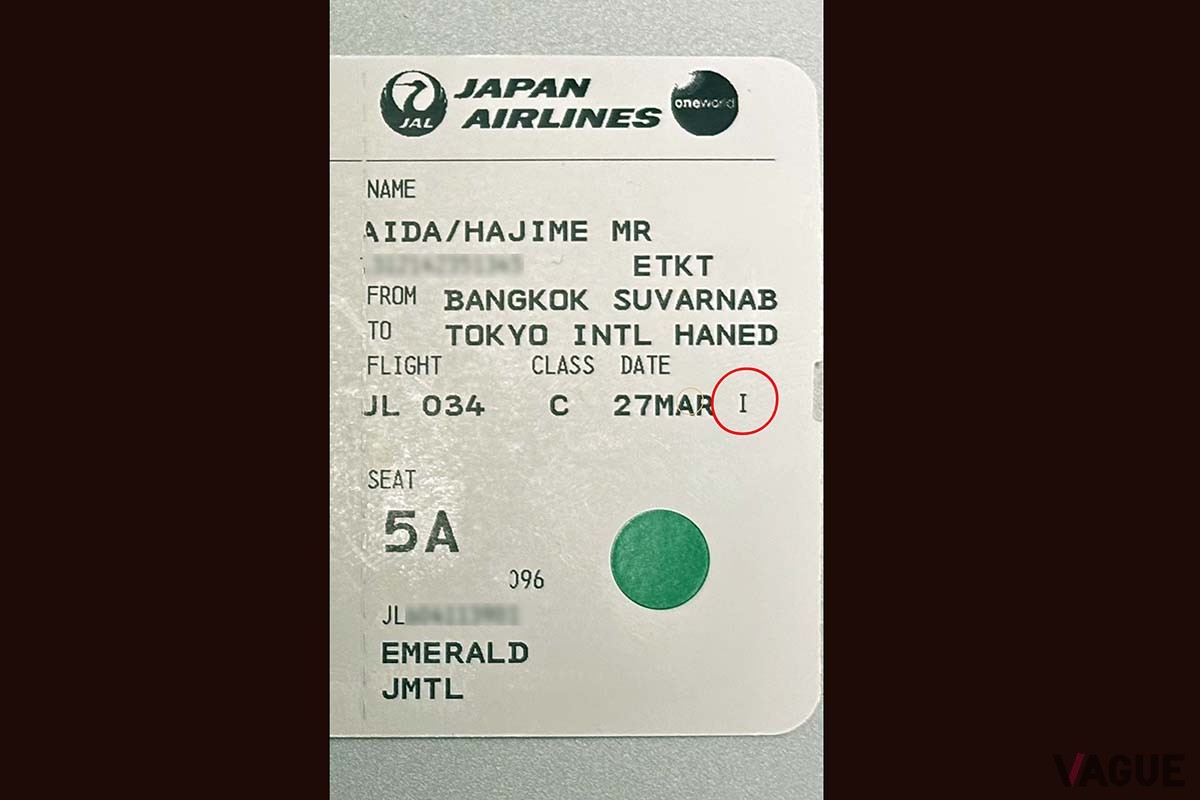 JAL
JAPAN
AIRLINES
oneworld
NAME
AIDA/HAJIME MR
ETKT
FROM BANGKOK SUVARNAB
TO TOKYO INTL HANED
FLIGHT CLASS DATE
JL 034 C 27MAR I
SEAT
5A
096
JL
EMERALD
JMTL
VAGUE